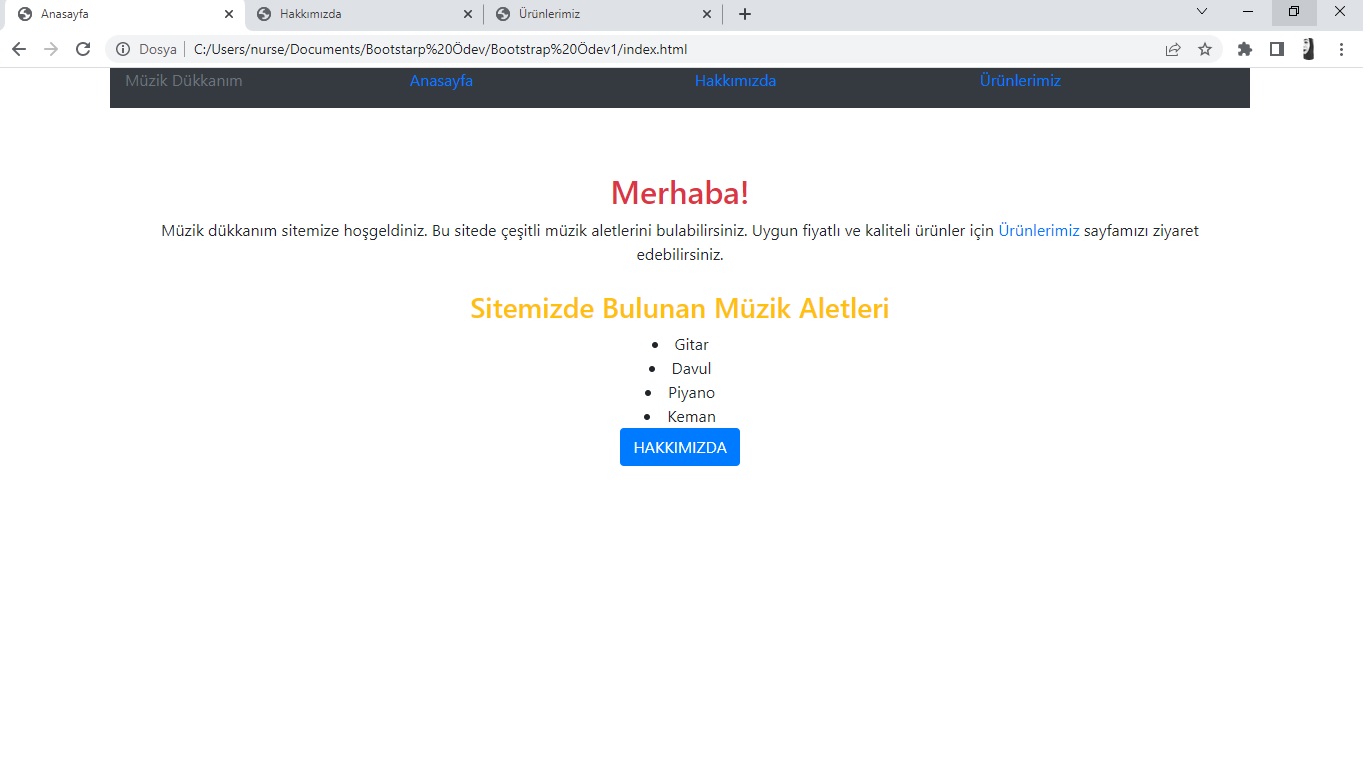 Anasayfa
Hakkımızda
Ürünlerimiz
Dosya
C:/Users/nurse/Documents/Bootstarp%20Ödev/Bootstrap%20Ödev1/index.html
Müzik Dükkanım
Anasayfa
Hakkımızda
Ürünlerimiz
Merhaba!
Müzik dükkanım sitemize hoşgeldiniz. Bu sitede çeşitli müzik aletlerini bulabilirsiniz. Uygun fiyatlı ve kaliteli ürünler için Ürünlerimiz sayfamızı ziyaret
edebilirsiniz.
Sitemizde Bulunan Müzik Aletleri
• Gitar
• Davul
• Piyano
• Keman
HAKKIMIZDA